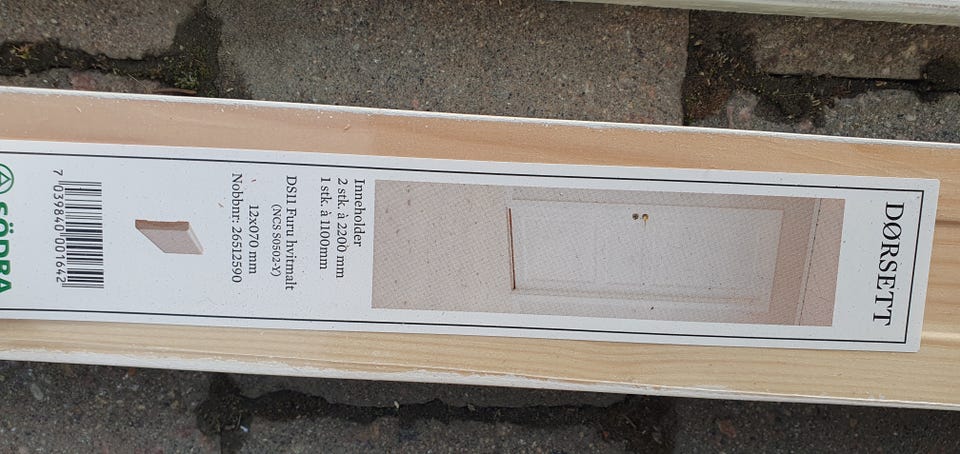 DØRSETT
Inneholder
2 stk. à 2200 mm
1 stk. à 1100mm
DS11 Furu hvitmalt
(NCS S0502-Y)
12x070 mm
Nobbnr: 26512590
7 039840 001642
SÖDRA